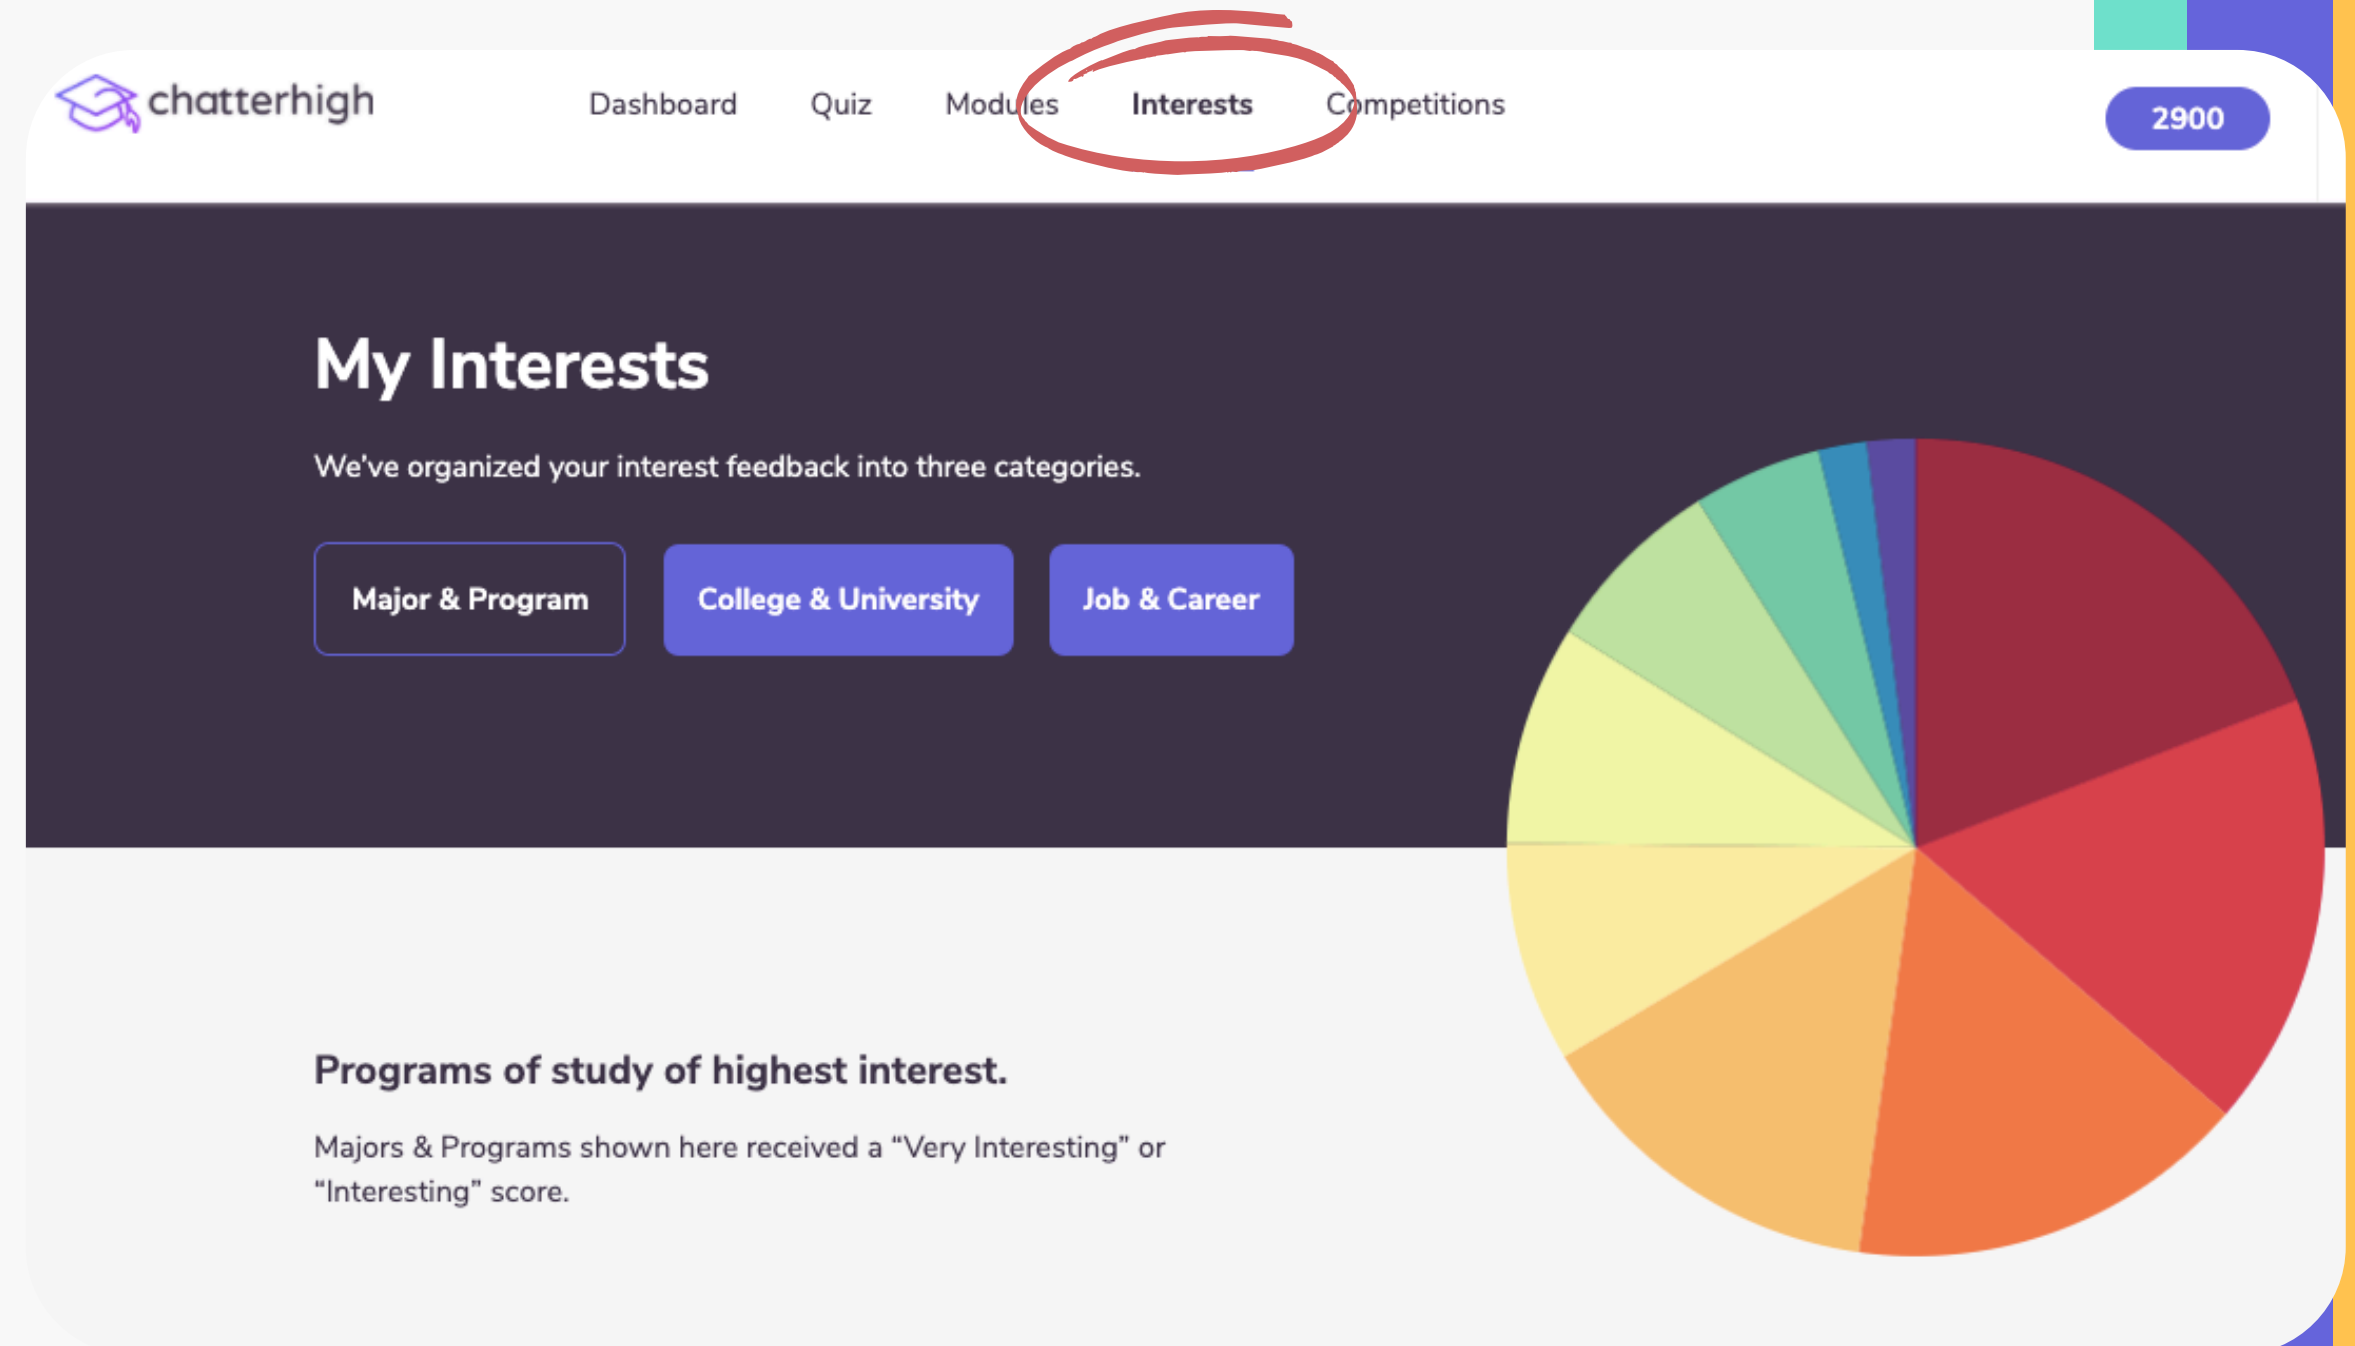 chatterhigh
Dashboard
Quiz
Modules
Interests
Competitions
2900
My Interests
We've organized your interest feedback into three categories.
Major & Program
College & University
Job & Career
Programs of study of highest interest.
Majors & Programs shown here received a “Very Interesting” or
“Interesting” score.